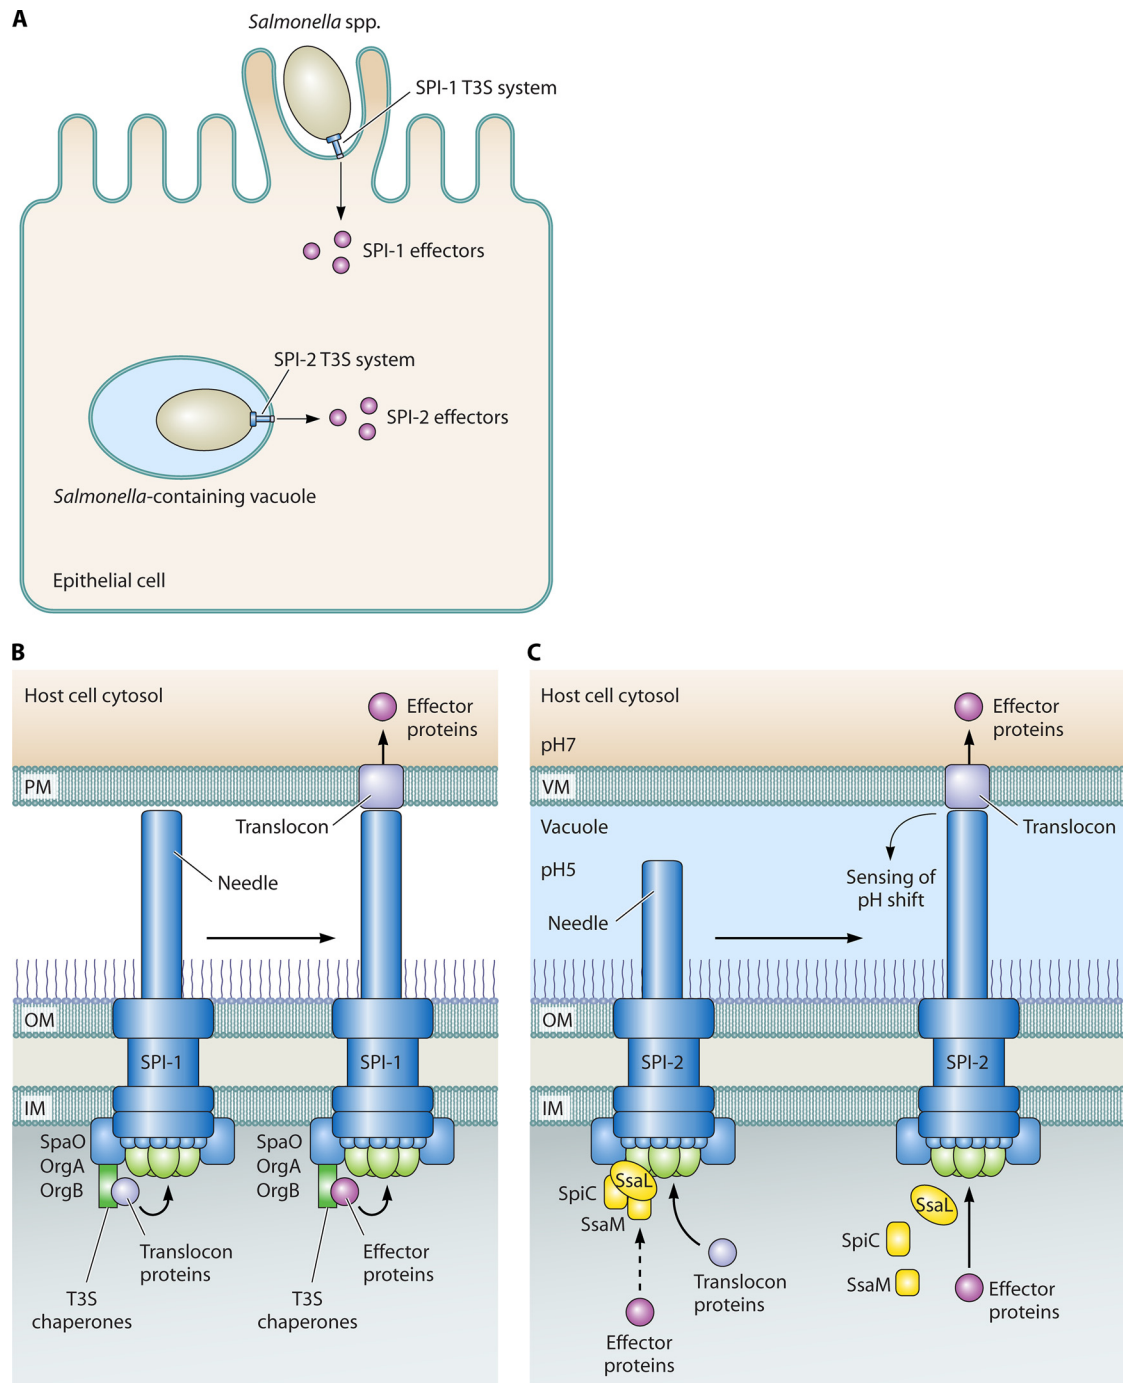 A
Salmonella spp.
SPI-1 T3S system
SPI-1 effectors
SPI-2 T3S system
SPI-2 effectors
Salmonella-containing vacuole
Epithelial cell
B
Host cell cytosol
Effector
proteins
PM
Translocon
Needle
OM
SPI-1
SPI-1
IM
SpaO
OrgA
OrgB
SpaO
OrgA
OrgB
Translocon
proteins
Effector
proteins
T3S
chaperones
T3S
chaperones
C
Host cell cytosol
Effector
proteins
pH7
VM
Vacuole
Translocon
pH5
Sensing of
pH shift
Needle
OM
SPI-2
SPI-2
IM
SsaL
SpiC
SsaM
SsaL
SpiC
SsaM
Translocon
proteins
Effector
proteins
Effector
proteins